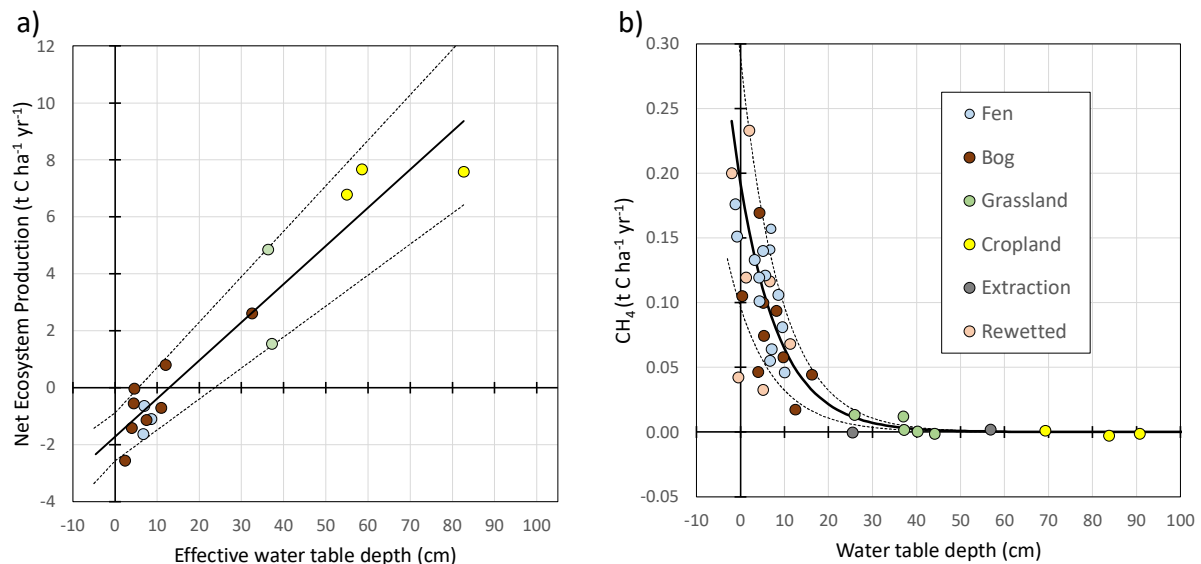 a)
Net Ecosystem Production (t C ha-1 yr-1)
12
10
8
6
4
2
0
-2
-4
-10 0 10 20 30 40 50 60 70 80 90 100
Effective water table depth (cm)
b)
CH4 (t C ha-1 yr-1)
0.30
0.25
0.20
0.15
0.10
0.05
0.00
-0.05
-10 0 10 20 30 40 50 60 70 80 90 100
Water table depth (cm)
Fen
Bog
Grassland
Cropland
Extraction
Rewetted